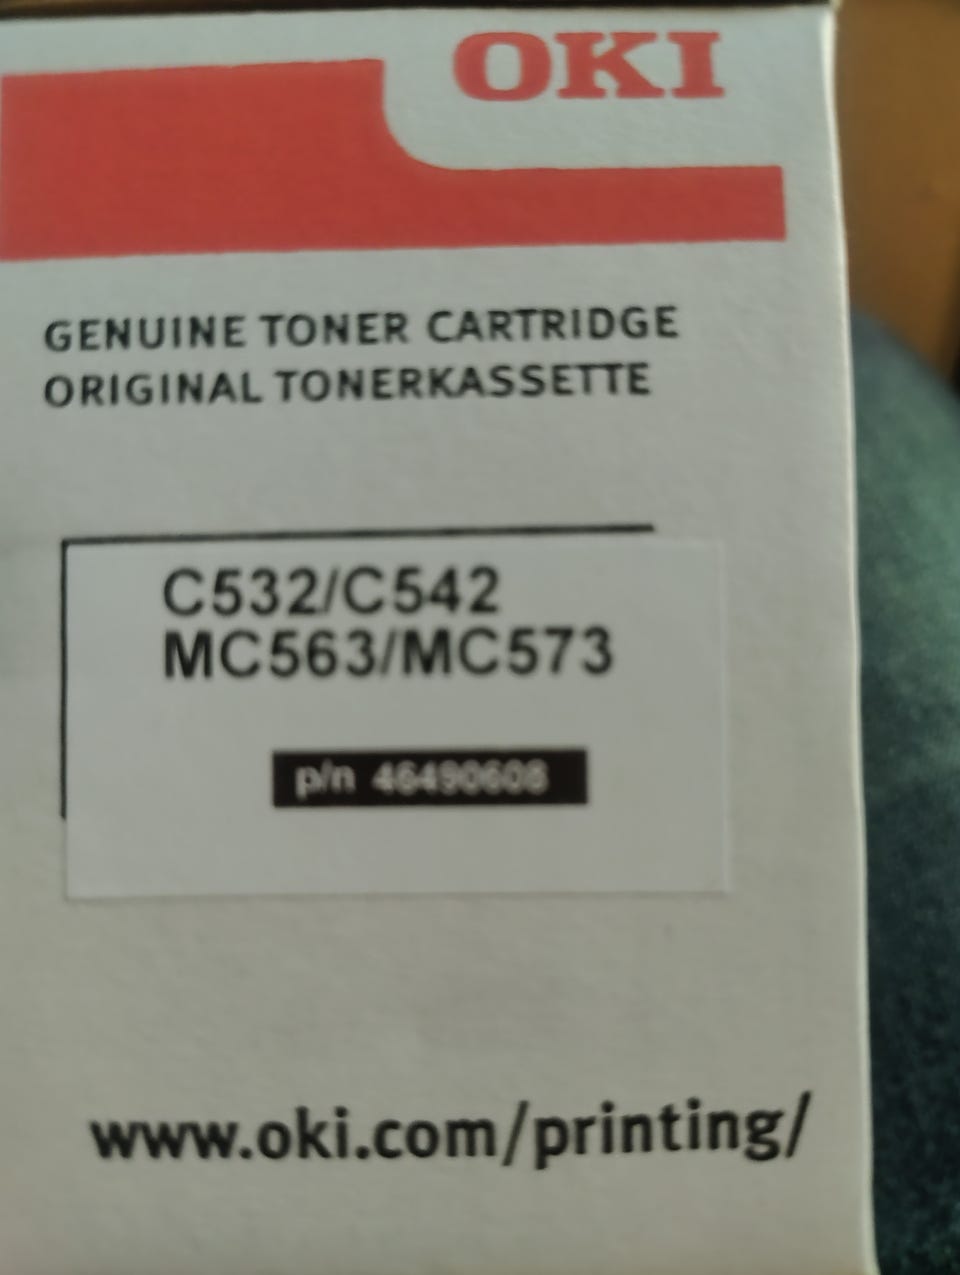 OKI
GENUINE TONER CARTRIDGE
ORIGINAL TONERKASSETTE
C532/C542
MC563/MC573
p/n 46490608
www.oki.com/printing/